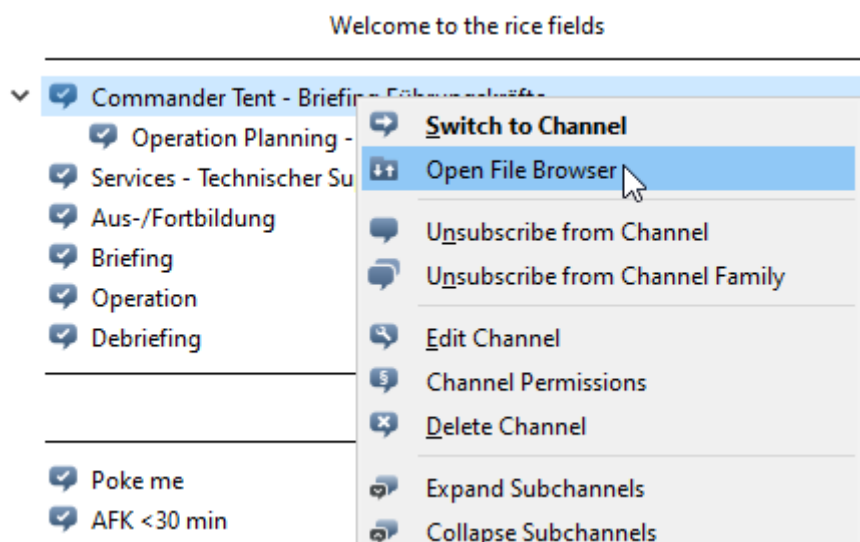 Welcome to the rice fields
Commander Tent - Briefing Führungskräfte
Operation Planning -
Services - Technischer Su
Aus-/Fortbildung
Briefing
Operation
Debriefing
Poke me
AFK <30 min
Switch to Channel
Open File Browser
Unsubscribe from Channel
Unsubscribe from Channel Family
Edit Channel
Channel Permissions
Delete Channel
Expand Subchannels
Collapse Subchannels